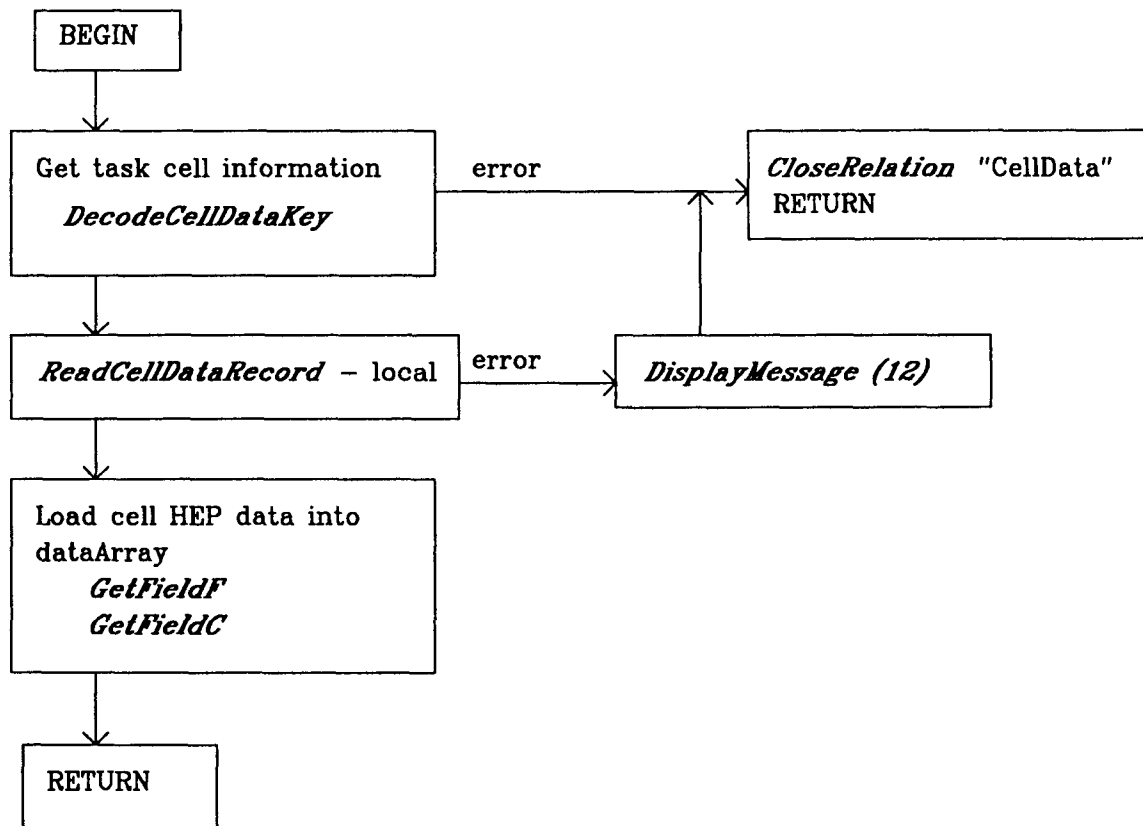 BEGIN
Get task cell information
DecodeCellDataKey
error
CloseRelation "CellData"
RETURN
ReadCellDataRecord – local
error
DisplayMessage (12)
Load cell HEP data into
dataArray
GetFieldF
GetFieldC
RETURN